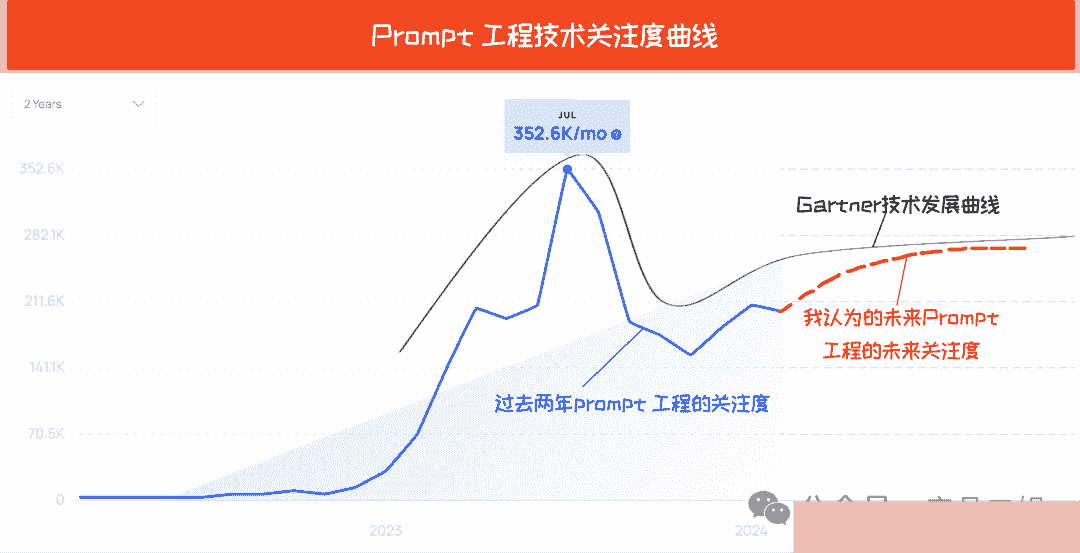 Prompt 工程技术关注度曲线
2 Years
JUL
352.6K/mo ?
352.6K
282.1K
211.6K
141.1K
70.5K
0
Gartner技术发展曲线
我认为的未来Prompt
工程的未来关注度
过去两年prompt 工程的关注度
2023
2024